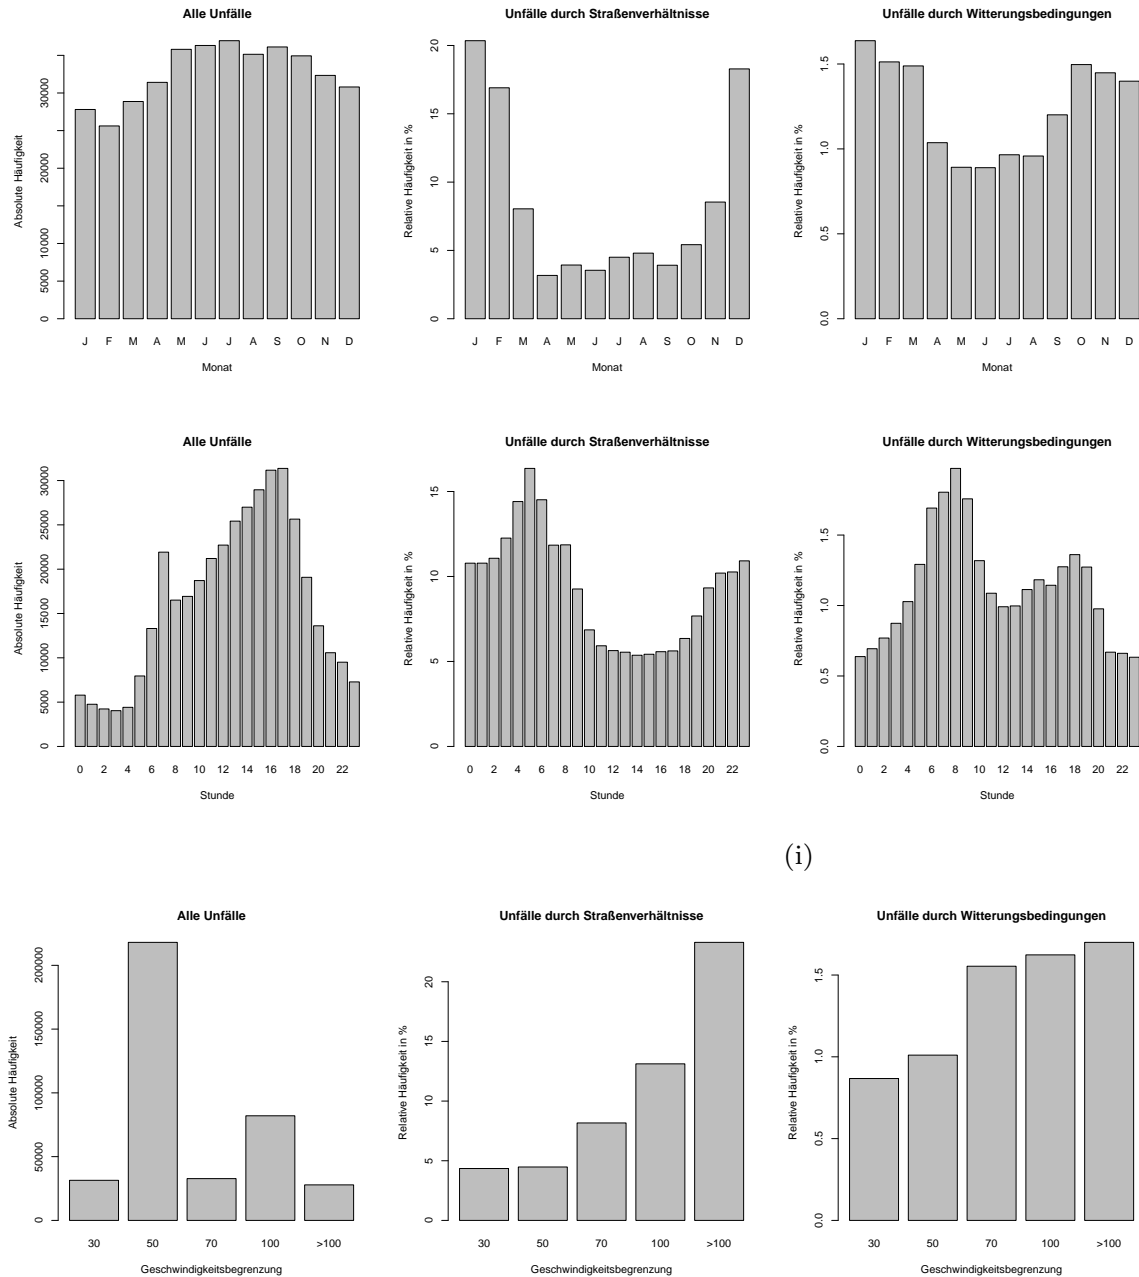 Alle Unfälle
Absolute Häufigkeit
0 5000 10000 20000 30000
J F M A M J J A S O N D
Monat
Unfälle durch Straßenverhältnisse
Relative Häufigkeit in %
0 5 10 15 20
J F M A M J J A S O N D
Monat
Unfälle durch Witterungsbedingungen
Relative Häufigkeit in %
0.0 0.5 1.0 1.5
J F M A M J J A S O N D
Monat
Alle Unfälle
Absolute Häufigkeit
0 5000 10000 15000 20000 25000 30000
0 2 4 6 8 10 12 14 16 18 20 22
Stunde
Unfälle durch Straßenverhältnisse
Relative Häufigkeit in %
0 5 10 15
0 2 4 6 8 10 12 14 16 18 20 22
Stunde
Unfälle durch Witterungsbedingungen
Relative Häufigkeit in %
0.0 0.5 1.0 1.5
0 2 4 6 8 10 12 14 16 18 20 22
Stunde
(i)
Alle Unfälle
Absolute Häufigkeit
0 50000 100000 150000 200000
30 50 70 100 >100
Geschwindigkeitsbegrenzung
Unfälle durch Straßenverhältnisse
Relative Häufigkeit in %
0 5 10 15 20
30 50 70 100 >100
Geschwindigkeitsbegrenzung
Unfälle durch Witterungsbedingungen
Relative Häufigkeit in %
0.0 0.5 1.0 1.5
30 50 70 100 >100
Geschwindigkeitsbegrenzung